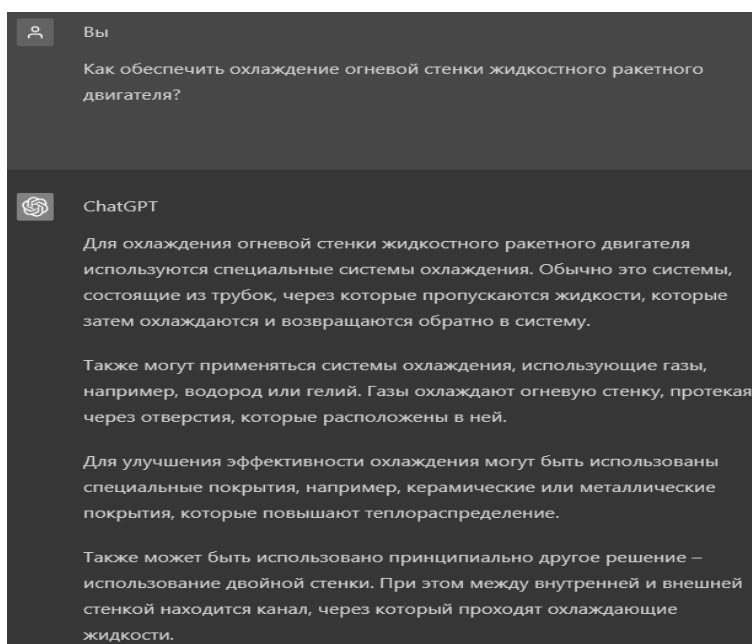 Вы
Как обеспечить охлаждение огневой стенки жидкостного ракетного
двигателя?
ChatGPT
Для охлаждения огневой стенки жидкостного ракетного двигателя
используются специальные системы охлаждения. Обычно это системы,
состоящие из трубок, через которые пропускаются жидкости, которые
затем охлаждаются и возвращаются обратно в систему.
Также могут применяться системы охлаждения, использующие газы,
например, водород или гелий. Газы охлаждают огневую стенку, протекая
через отверстия, которые расположены в ней.
Для улучшения эффективности охлаждения могут быть использованы
специальные покрытия, например, керамические или металлические
покрытия, которые повышают теплораспределение.
Также может быть использовано принципиально другое решение –
использование двойной стенки. При этом между внутренней и внешней
стенкой находится канал, через который проходят охлаждающие
жидкости.